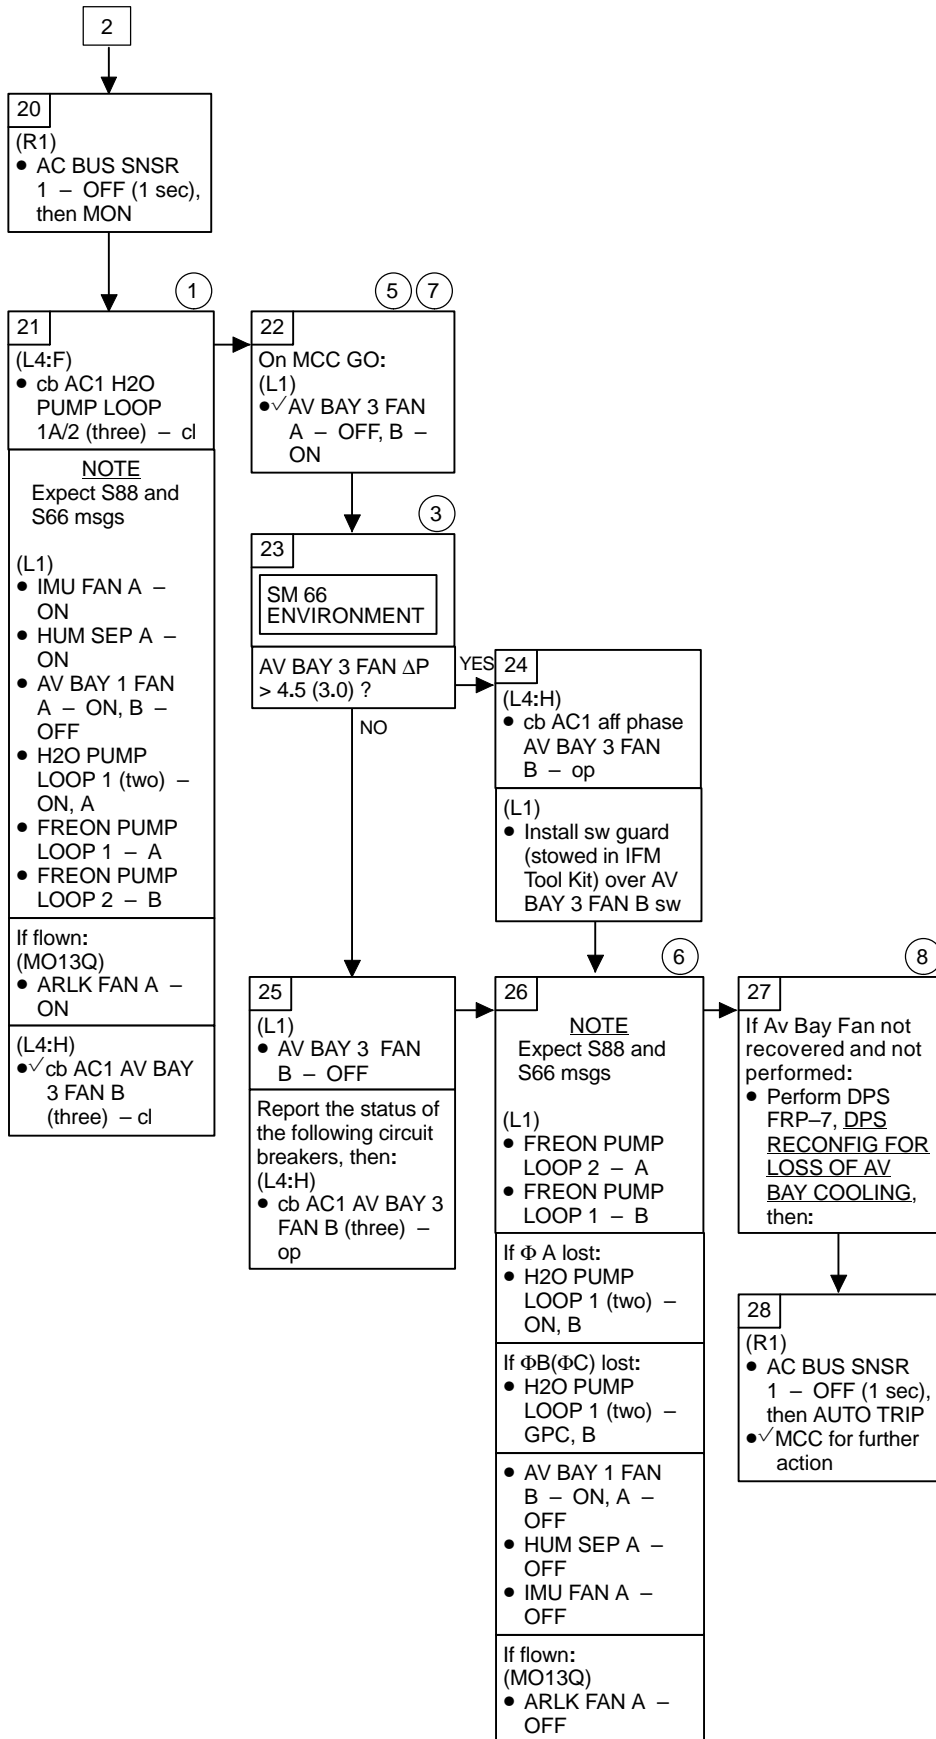 2
20
(R1)
● AC BUS SNSR
1 – OFF (1 sec),
then MON
1
21
(L4:F)
● cb AC1 H2O
PUMP LOOP
1A/2 (three) – cl
NOTE
Expect S88 and
S66 msgs
(L1)
● IMU FAN A –
ON
● HUM SEP A –
ON
● AV BAY 1 FAN
A – ON, B –
OFF
● H2O PUMP
LOOP 1 (two) –
ON, A
● FREON PUMP
LOOP 1 – A
● FREON PUMP
LOOP 2 – B
If flown:
(MO13Q)
● ARLK FAN A –
ON
(L4:H)
●√cb AC1 AV BAY
3 FAN B
(three) – cl
5 7
22
On MCC GO:
(L1)
●√AV BAY 3 FAN
A – OFF, B –
ON
3
23
SM 66
ENVIRONMENT
AV BAY 3 FAN ΔP
> 4.5 (3.0) ?
YES
NO
24
(L4:H)
● cb AC1 aff phase
AV BAY 3 FAN
B – op
(L1)
● Install sw guard
(stowed in IFM
Tool Kit) over AV
BAY 3 FAN B sw
25
(L1)
● AV BAY 3 FAN
B – OFF
Report the status of
the following circuit
breakers, then:
(L4:H)
● cb AC1 AV BAY 3
FAN B (three) –
op
6
26
NOTE
Expect S88 and
S66 msgs
(L1)
● FREON PUMP
LOOP 2 – A
● FREON PUMP
LOOP 1 – B
If Φ A lost:
● H2O PUMP
LOOP 1 (two) –
ON, B
If ΦB(ΦC) lost:
● H2O PUMP
LOOP 1 (two) –
GPC, B
● AV BAY 1 FAN
B – ON, A –
OFF
● HUM SEP A –
OFF
● IMU FAN A –
OFF
If flown:
(MO13Q)
● ARLK FAN A –
OFF
8
27
If Av Bay Fan not
recovered and not
performed:
● Perform DPS
FRP–7, DPS
RECONFIG FOR
LOSS OF AV
BAY COOLING,
then:
28
(R1)
● AC BUS SNSR
1 – OFF (1 sec),
then AUTO TRIP
●√MCC for further
action